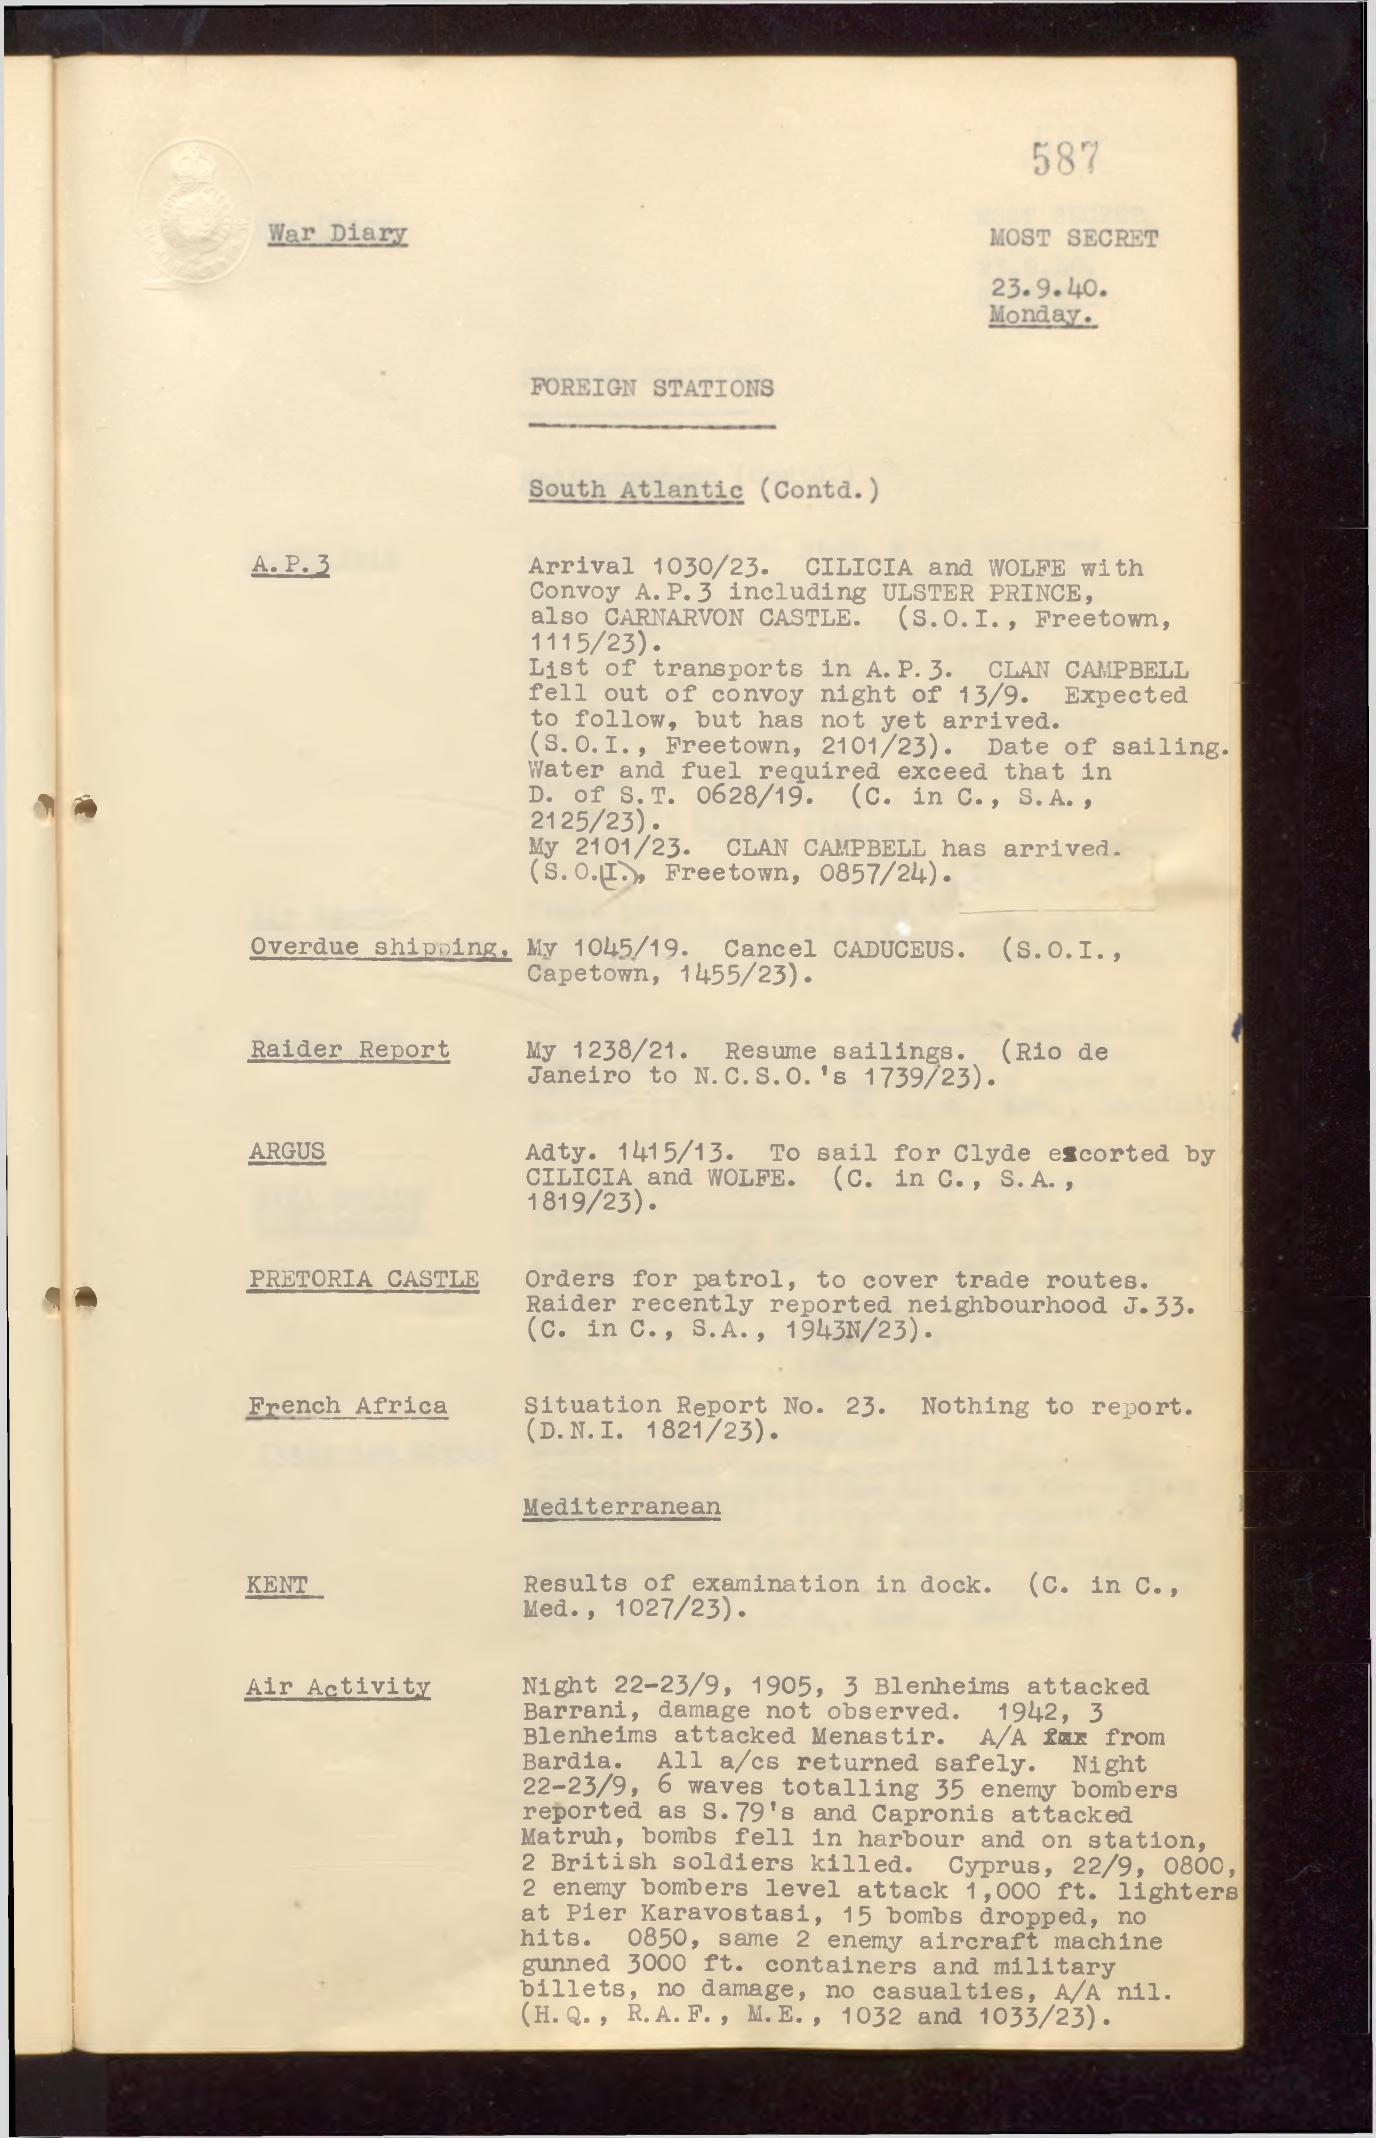 587
War Diary
MOST SECRET
23.9.40.
Monday.
FOREIGN STATIONS
South Atlantic (Contd.)
A.P.3
Arrival 1030/23. CILICIA and WOLFE with
Convoy A.P.3 including ULSTER PRINCE,
also CARNARVON CASTLE. (S.O.I., Freetown,
1115/23).
List of transports in A.P.3. CLAN CAMPBELL
fell out of convoy night of 13/9. Expected
to follow, but has not yet arrived.
(S.O.I., Freetown, 2101/23). Date of sailing.
Water and fuel required exceed that in
D. of S.T. 0628/19. (C. in C., S.A.,
2125/23).
My 2101/23. CLAN CAMPBELL has arrived.
(S.O.(I.), Freetown, 0857/24).
Overdue shipping. My 1045/19. Cancel CADUCEUS. (S.O.I.,
Capetown, 1455/23).
Raider Report My 1238/21. Resume sailings. (Rio de
Janeiro to N.C.S.O.'s 1739/23).
ARGUS Adty. 1415/13. To sail for Clyde escorted by
CILICIA and WOLFE. (C. in C., S.A.,
1819/23).
PRETORIA CASTLE Orders for patrol, to cover trade routes.
Raider recently reported neighbourhood J.33.
(C. in C., S.A., 1943N/23).
French Africa Situation Report No. 23. Nothing to report.
(D.N.I. 1821/23).
Mediterranean
KENT Results of examination in dock. (C. in C.,
Med., 1027/23).
Air Activity Night 22-23/9, 1905, 3 Blenheims attacked
Barrani, damage not observed. 1942, 3
Blenheims attacked Menastir. A/A from
Bardia. All a/cs returned safely. Night
22-23/9, 6 waves totalling 35 enemy bombers
reported as S.79's and Capronis attacked
Matruh, bombs fell in harbour and on station,
2 British soldiers killed. Cyprus, 22/9, 0800,
2 enemy bombers level attack 1,000 ft. lighters
at Pier Karavostasi, 15 bombs dropped, no
hits. 0850, same 2 enemy aircraft machine
gunned 3000 ft. containers and military
billets, no damage, no casualties, A/A nil.
(H.Q., R.A.F., M.E., 1032 and 1033/23).